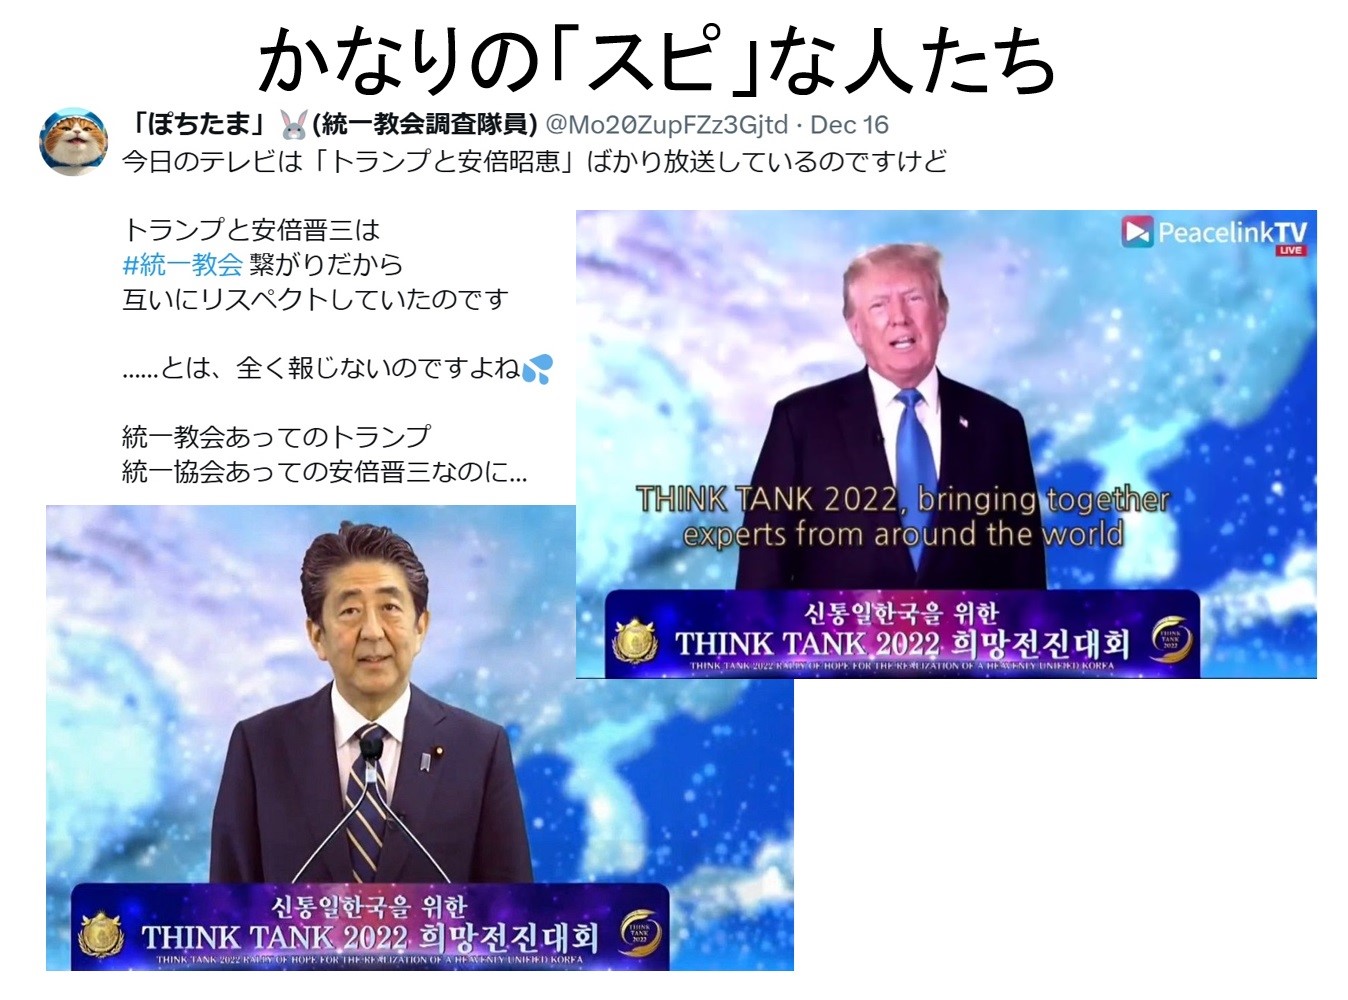 かなりの「スピ」な人たち
「ぽちたま」🐰(統一教会調査隊員) @Mo20ZupFZz3Gjtd · Dec 16
今日のテレビは「トランプと安倍昭恵」ばかり放送しているのですけど
トランプと安倍晋三は
#統一教会 繋がりだから
互いにリスペクトしていたのです
......とは、全く報じないのですよね💦
統一教会あってのトランプ
統一協会あっての安倍晋三なのに...
PeacelinkTV
LIVE
THINK TANK 2022, bringing together
experts from around the world
신통일한국을 위한
THINK TANK 2022 희망전진대회
THINK TANK 2022 RALLY OF HOPE FOR THE REALIZATION OF A HEAVENLY UNIFIED KOREA
THINK
TANK
2022
신통일한국을 위한
THINK TANK 2022 희망전진대회
THINK TANK 2022 RALLY OF HOPE FOR THE REALIZATION OF A HEAVENLY UNIFIED KOREA
THINK
TANK
2022